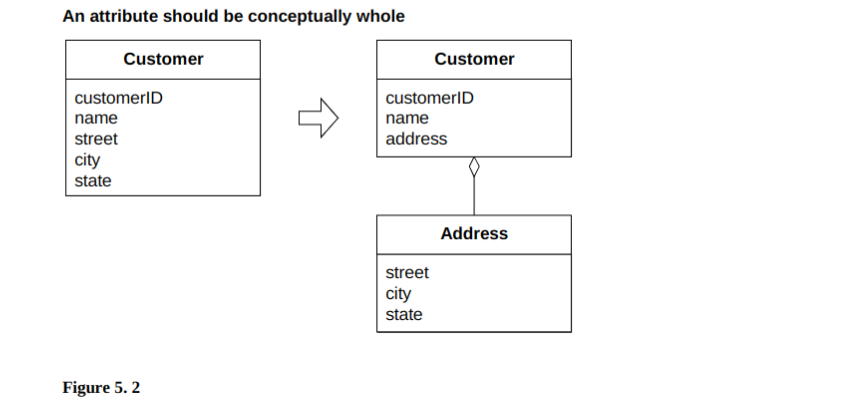 An attribute should be conceptually whole
Customer
customerID
name
street
city
state
Customer
customerID
name
address
Address
street
city
state
Figure 5. 2